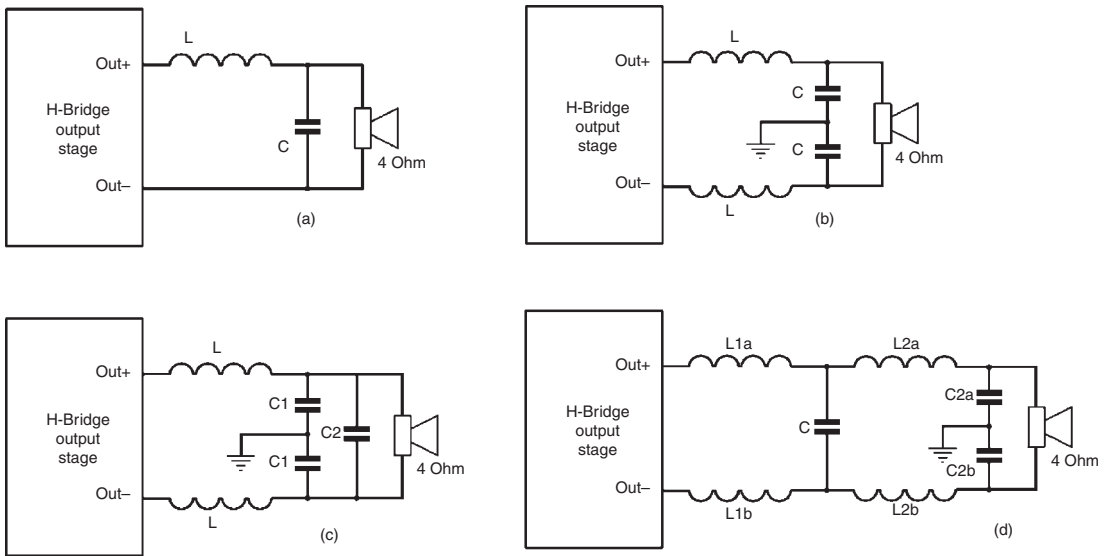 L
Out+
H-Bridge
output
stage
C
4 Ohm
Out–
(a)
L
Out+
C
H-Bridge
output
stage
C
4 Ohm
Out–
L
(b)
L
Out+
C1
H-Bridge
output
stage
C2
C1
4 Ohm
Out–
L
(c)
L1a
L2a
Out+
C2a
H-Bridge
output
stage
C
C2b
4 Ohm
Out–
L1b
L2b
(d)